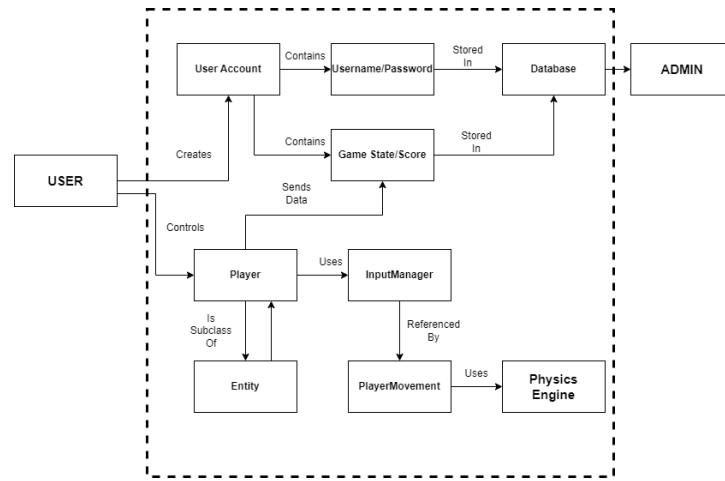 Contains
Stored
In
User Account
Username/Password
Database
ADMIN
Creates
Contains
Stored
In
Game State/Score
USER
Sends
Data
Controls
Uses
Player
InputManager
Is
Subclass
Of
Referenced
By
Entity
PlayerMovement
Uses
Physics
Engine